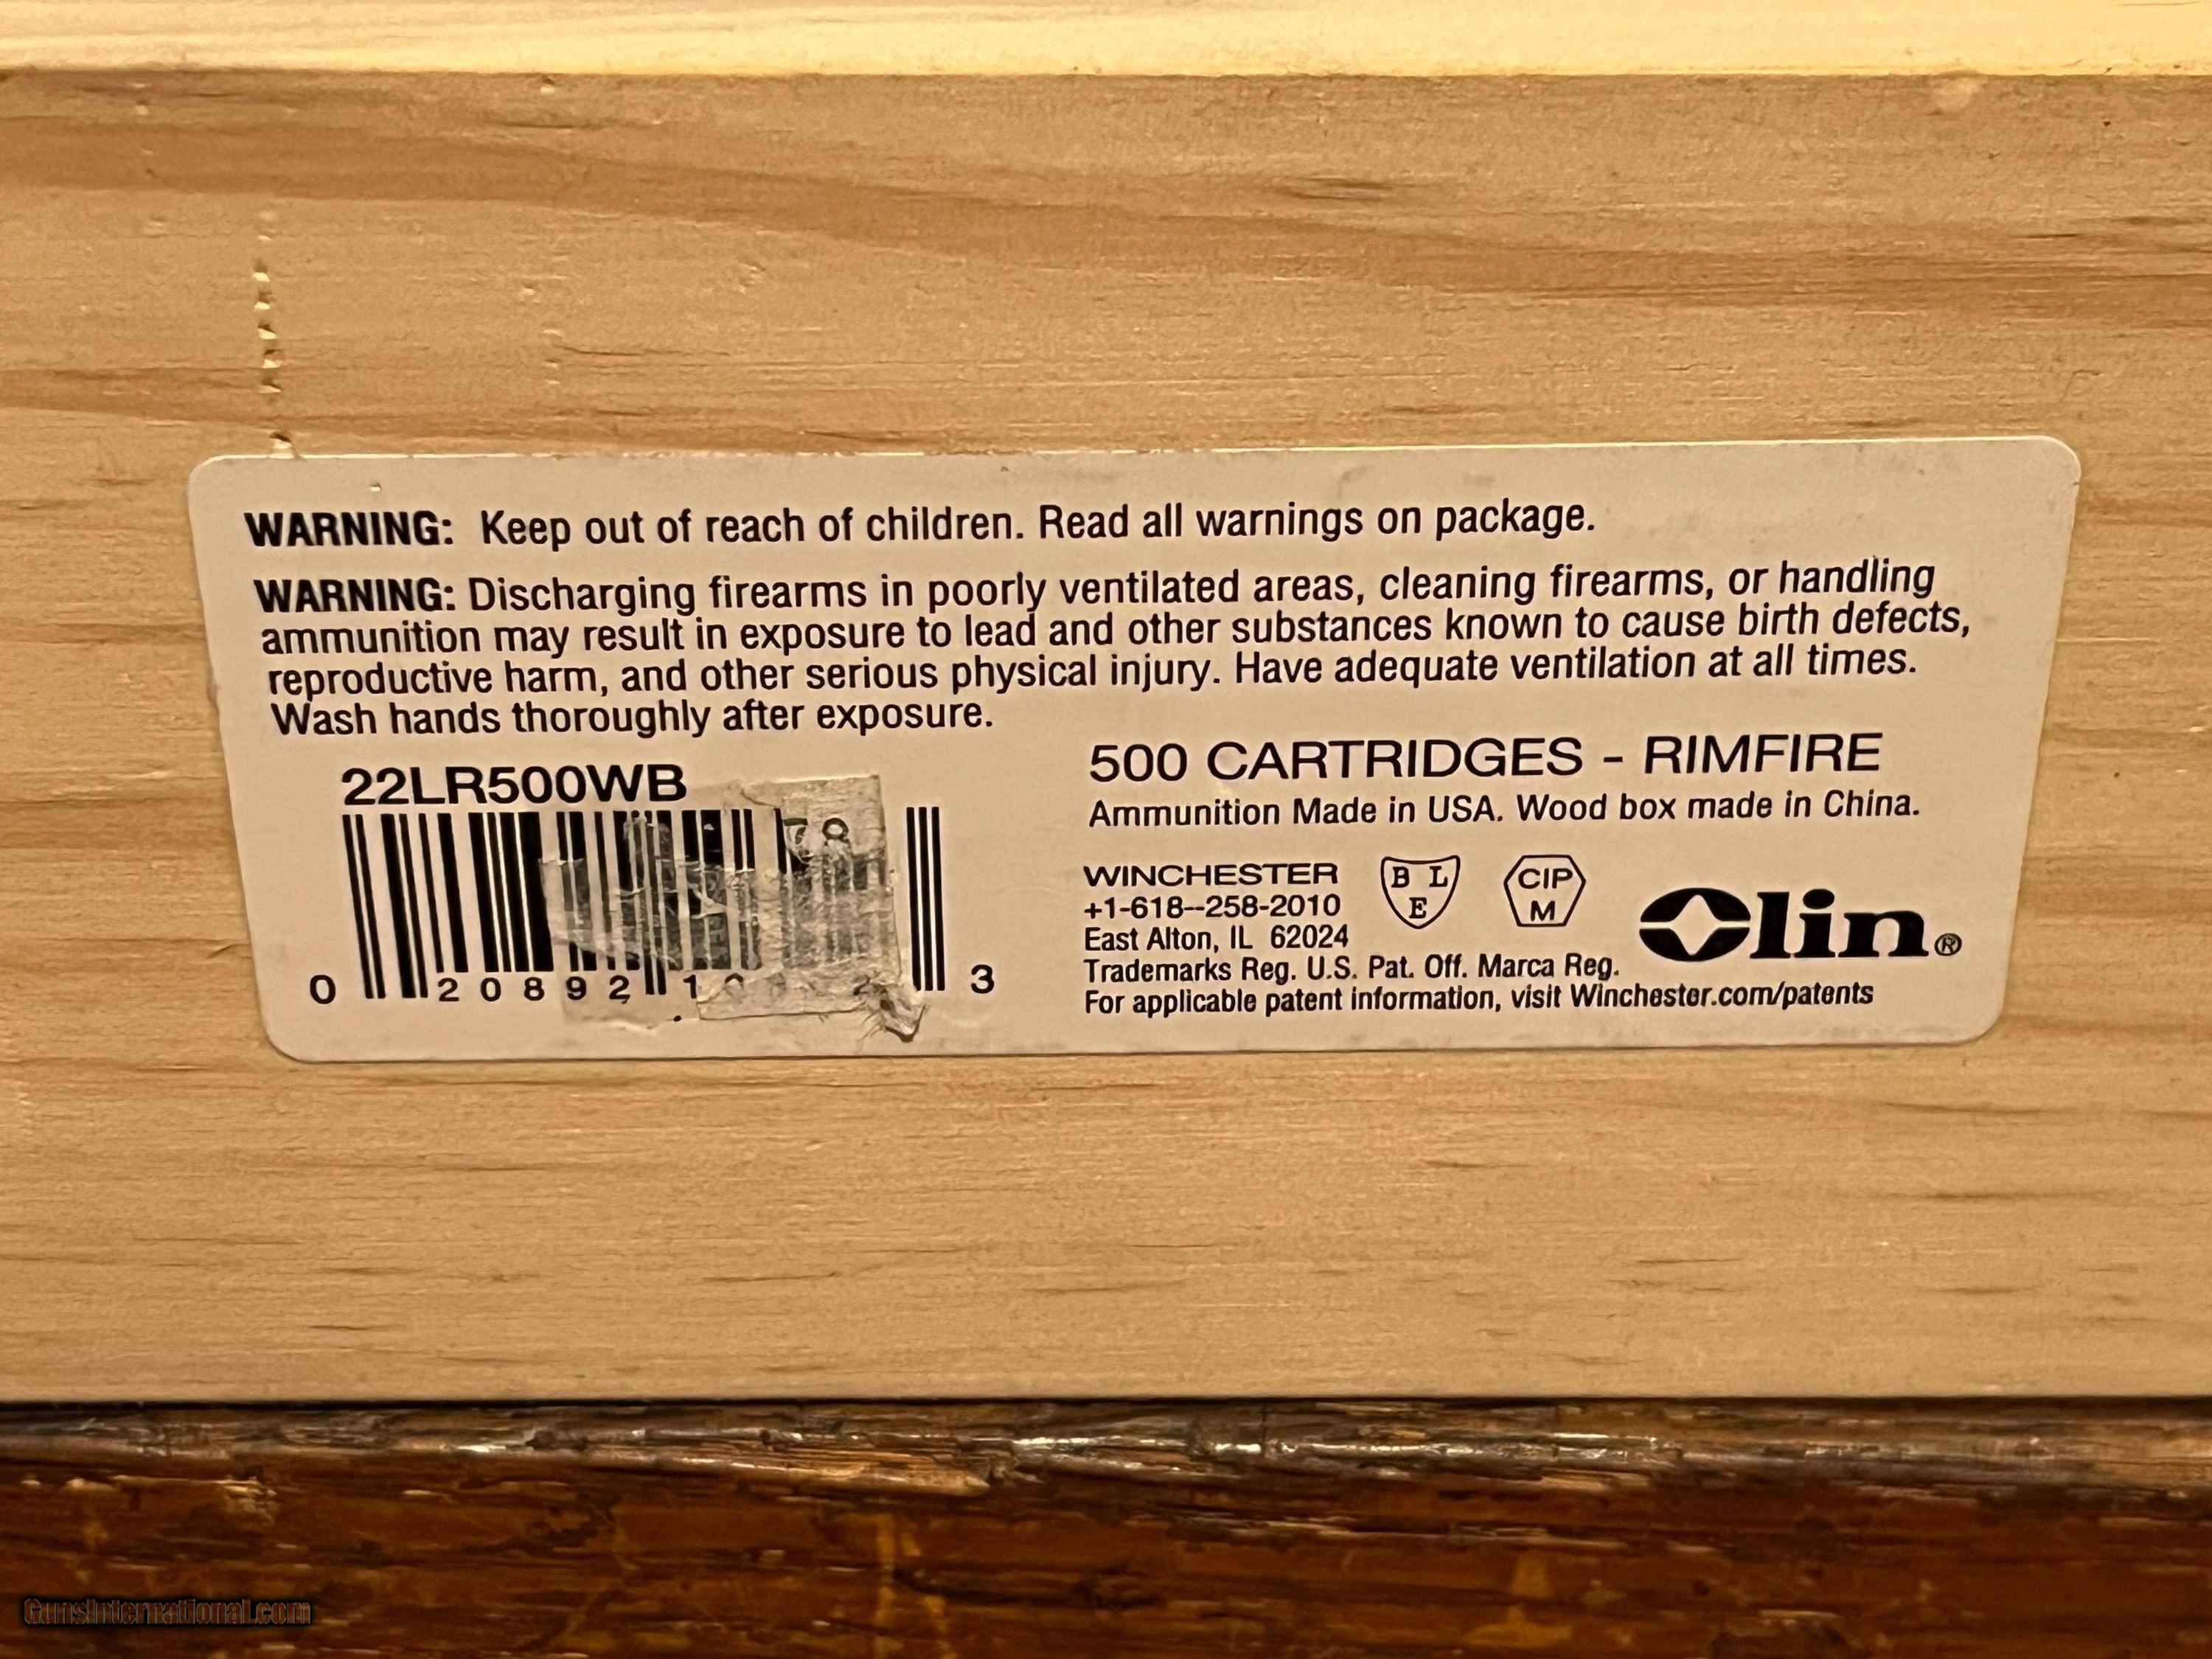 WARNING: Keep out of reach of children. Read all warnings on package.
WARNING: Discharging firearms in poorly ventilated areas, cleaning firearms, or handling
ammunition may result in exposure to lead and other substances known to cause birth defects,
reproductive harm, and other serious physical injury. Have adequate ventilation at all times.
Wash hands thoroughly after exposure.
22LR500WB
78
0 20892 1 2 3
500 CARTRIDGES - RIMFIRE
Ammunition Made in USA. Wood box made in China.
WINCHESTER
+1-618--258-2010
East Alton, IL 62024
Trademarks Reg. U.S. Pat. Off. Marca Reg.
For applicable patent information, visit Winchester.com/patents
B L
E
CIP
M
Olin®
GunsInternational.com